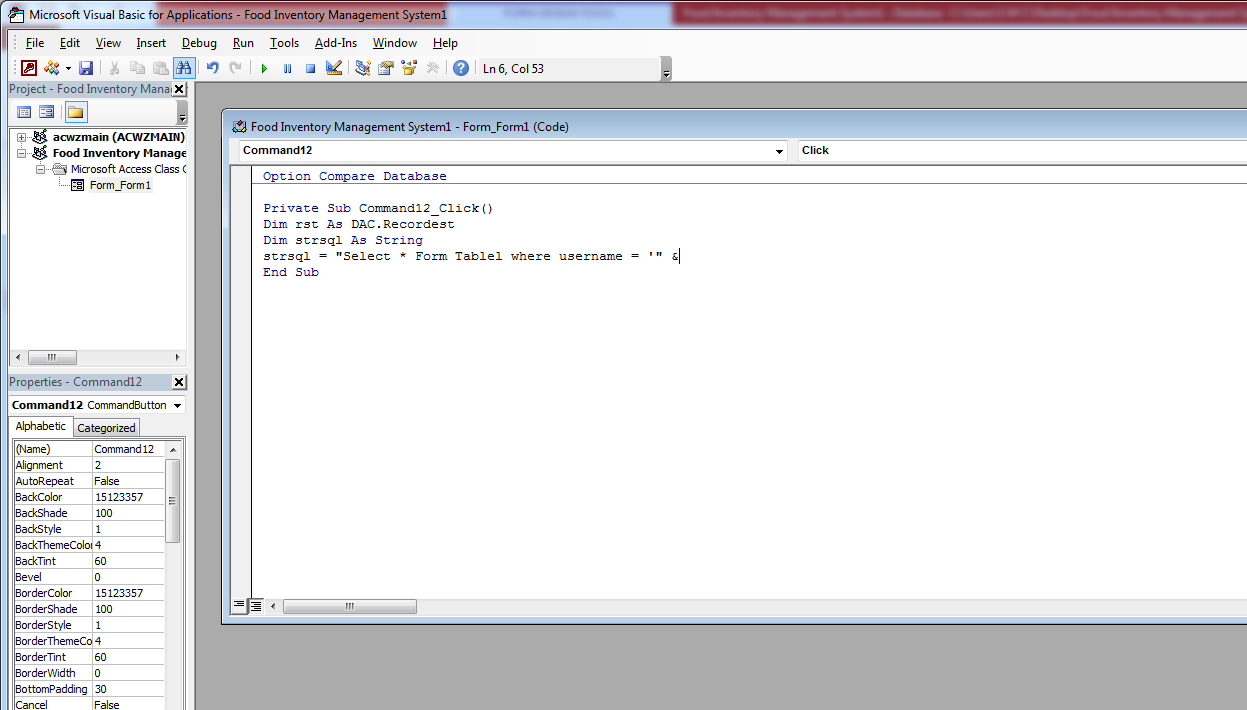 Microsoft Visual Basic for Applications - Food Inventory Management System1
File Edit View Insert Debug Run Tools Add-Ins Window Help
Ln 6, Col 53
Project - Food Inventory Mana
acwzmain (ACWZMAIN)
Food Inventory Manage
Microsoft Access Class O
Form_Form1
Food Inventory Management System1 - Form_Form1 (Code)
Command12 Click
Option Compare Database
Private Sub Command12_Click()
Dim rst As DAC.Recordest
Dim strsql As String
strsql = "Select * Form Tablel where username = '" &
End Sub
Properties - Command12
Command12 CommandButton
Alphabetic Categorized
(Name) Command12
Alignment 2
AutoRepeat False
BackColor 15123357
BackShade 100
BackStyle 1
BackThemeColor 4
BackTint 60
Bevel 0
BorderColor 15123357
BorderShade 100
BorderStyle 1
BorderThemeCo 4
BorderTint 60
BorderWidth 0
BottomPadding 30
Cancel False